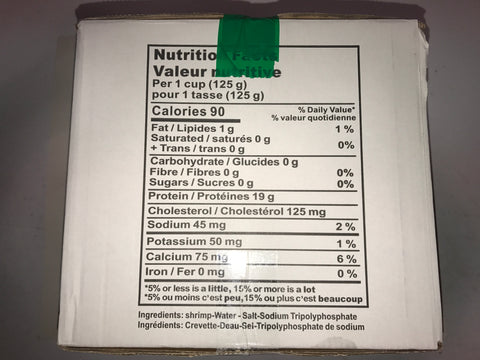 Nutrition Facts
Valeur nutritive
Per 1 cup (125 g)
pour 1 tasse (125 g)
Calories 90
% Daily Value*
% valeur quotidienne
Fat / Lipides 1 g 1 %
Saturated / saturés 0 g
+ Trans / trans 0 g 0%
Carbohydrate / Glucides 0 g
Fibre / Fibres 0 g 0%
Sugars / Sucres 0 g 0%
Protein / Protéines 19 g
Cholesterol / Cholestérol 125 mg
Sodium 45 mg 2 %
Potassium 50 mg 1 %
Calcium 75 mg 6 %
Iron / Fer 0 mg 0 %
*5% or less is a little, 15% or more is a lot
*5% ou moins c'est peu,15% ou plus c'est beaucoup
Ingredients: shrimp-Water - Salt-Sodium Tripolyphosphate
Ingrédients: Crevette-Deau-Sei-Tripolyphosphate de sodium